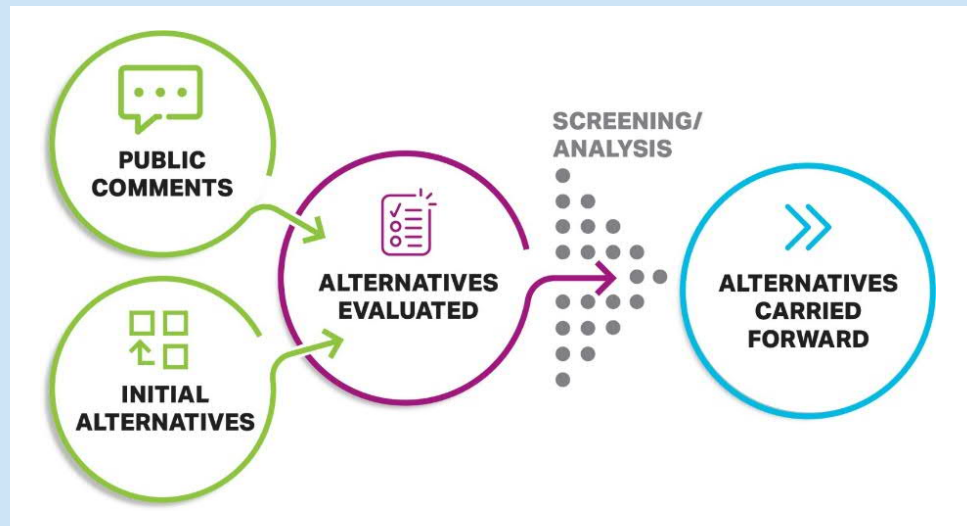 PUBLIC
COMMENTS
INITIAL
ALTERNATIVES
ALTERNATIVES
EVALUATED
SCREENING/
ANALYSIS
ALTERNATIVES
CARRIED
FORWARD